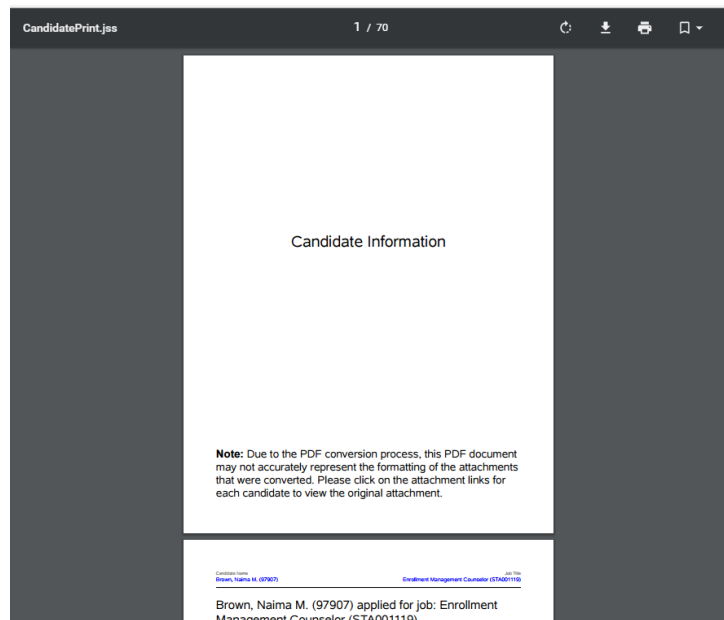 CandidatePrint.jss
1 / 70
Candidate Information
Note: Due to the PDF conversion process, this PDF document
may not accurately represent the formatting of the attachments
that were converted. Please click on the attachment links for
each candidate to view the original attachment.
Candidate Name
Job Title
Brown, Naima M. (97907)
Enrollment Management Counselor (STA001119)
Brown, Naima M. (97907) applied for job: Enrollment
Management Counselor (STA001119)